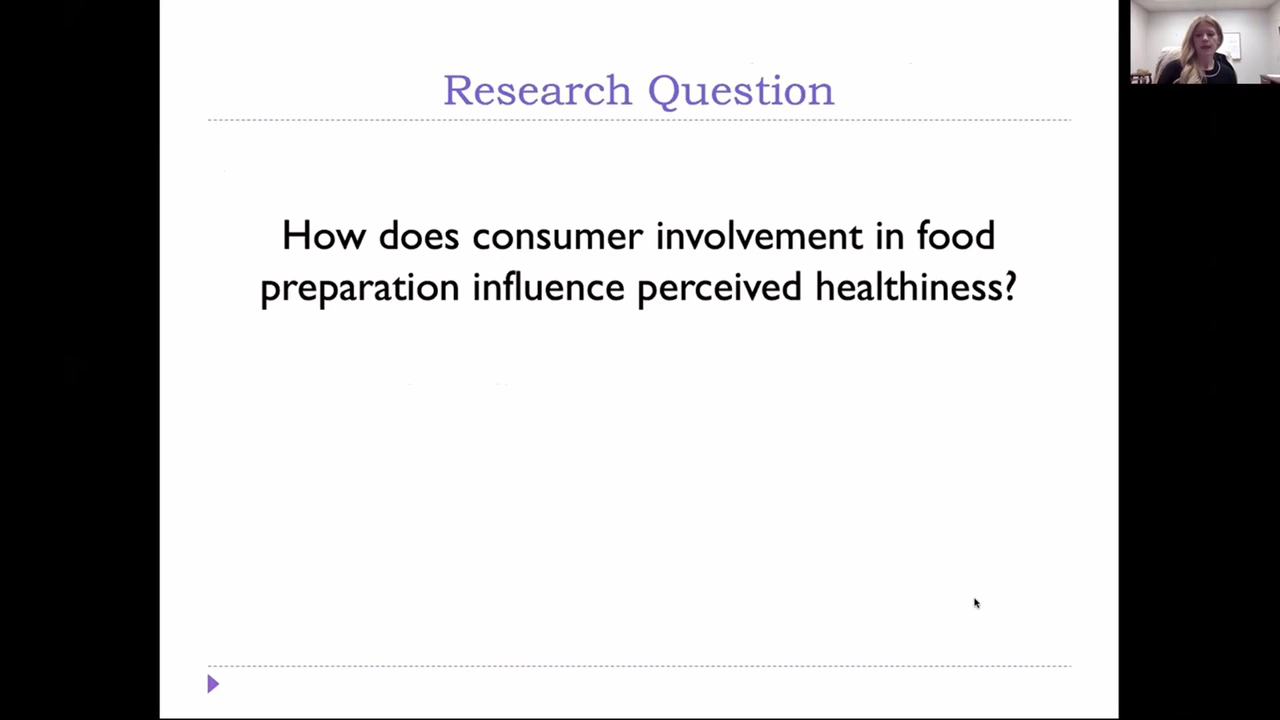 Research Question
How does consumer involvement in food
preparation influence perceived healthiness?